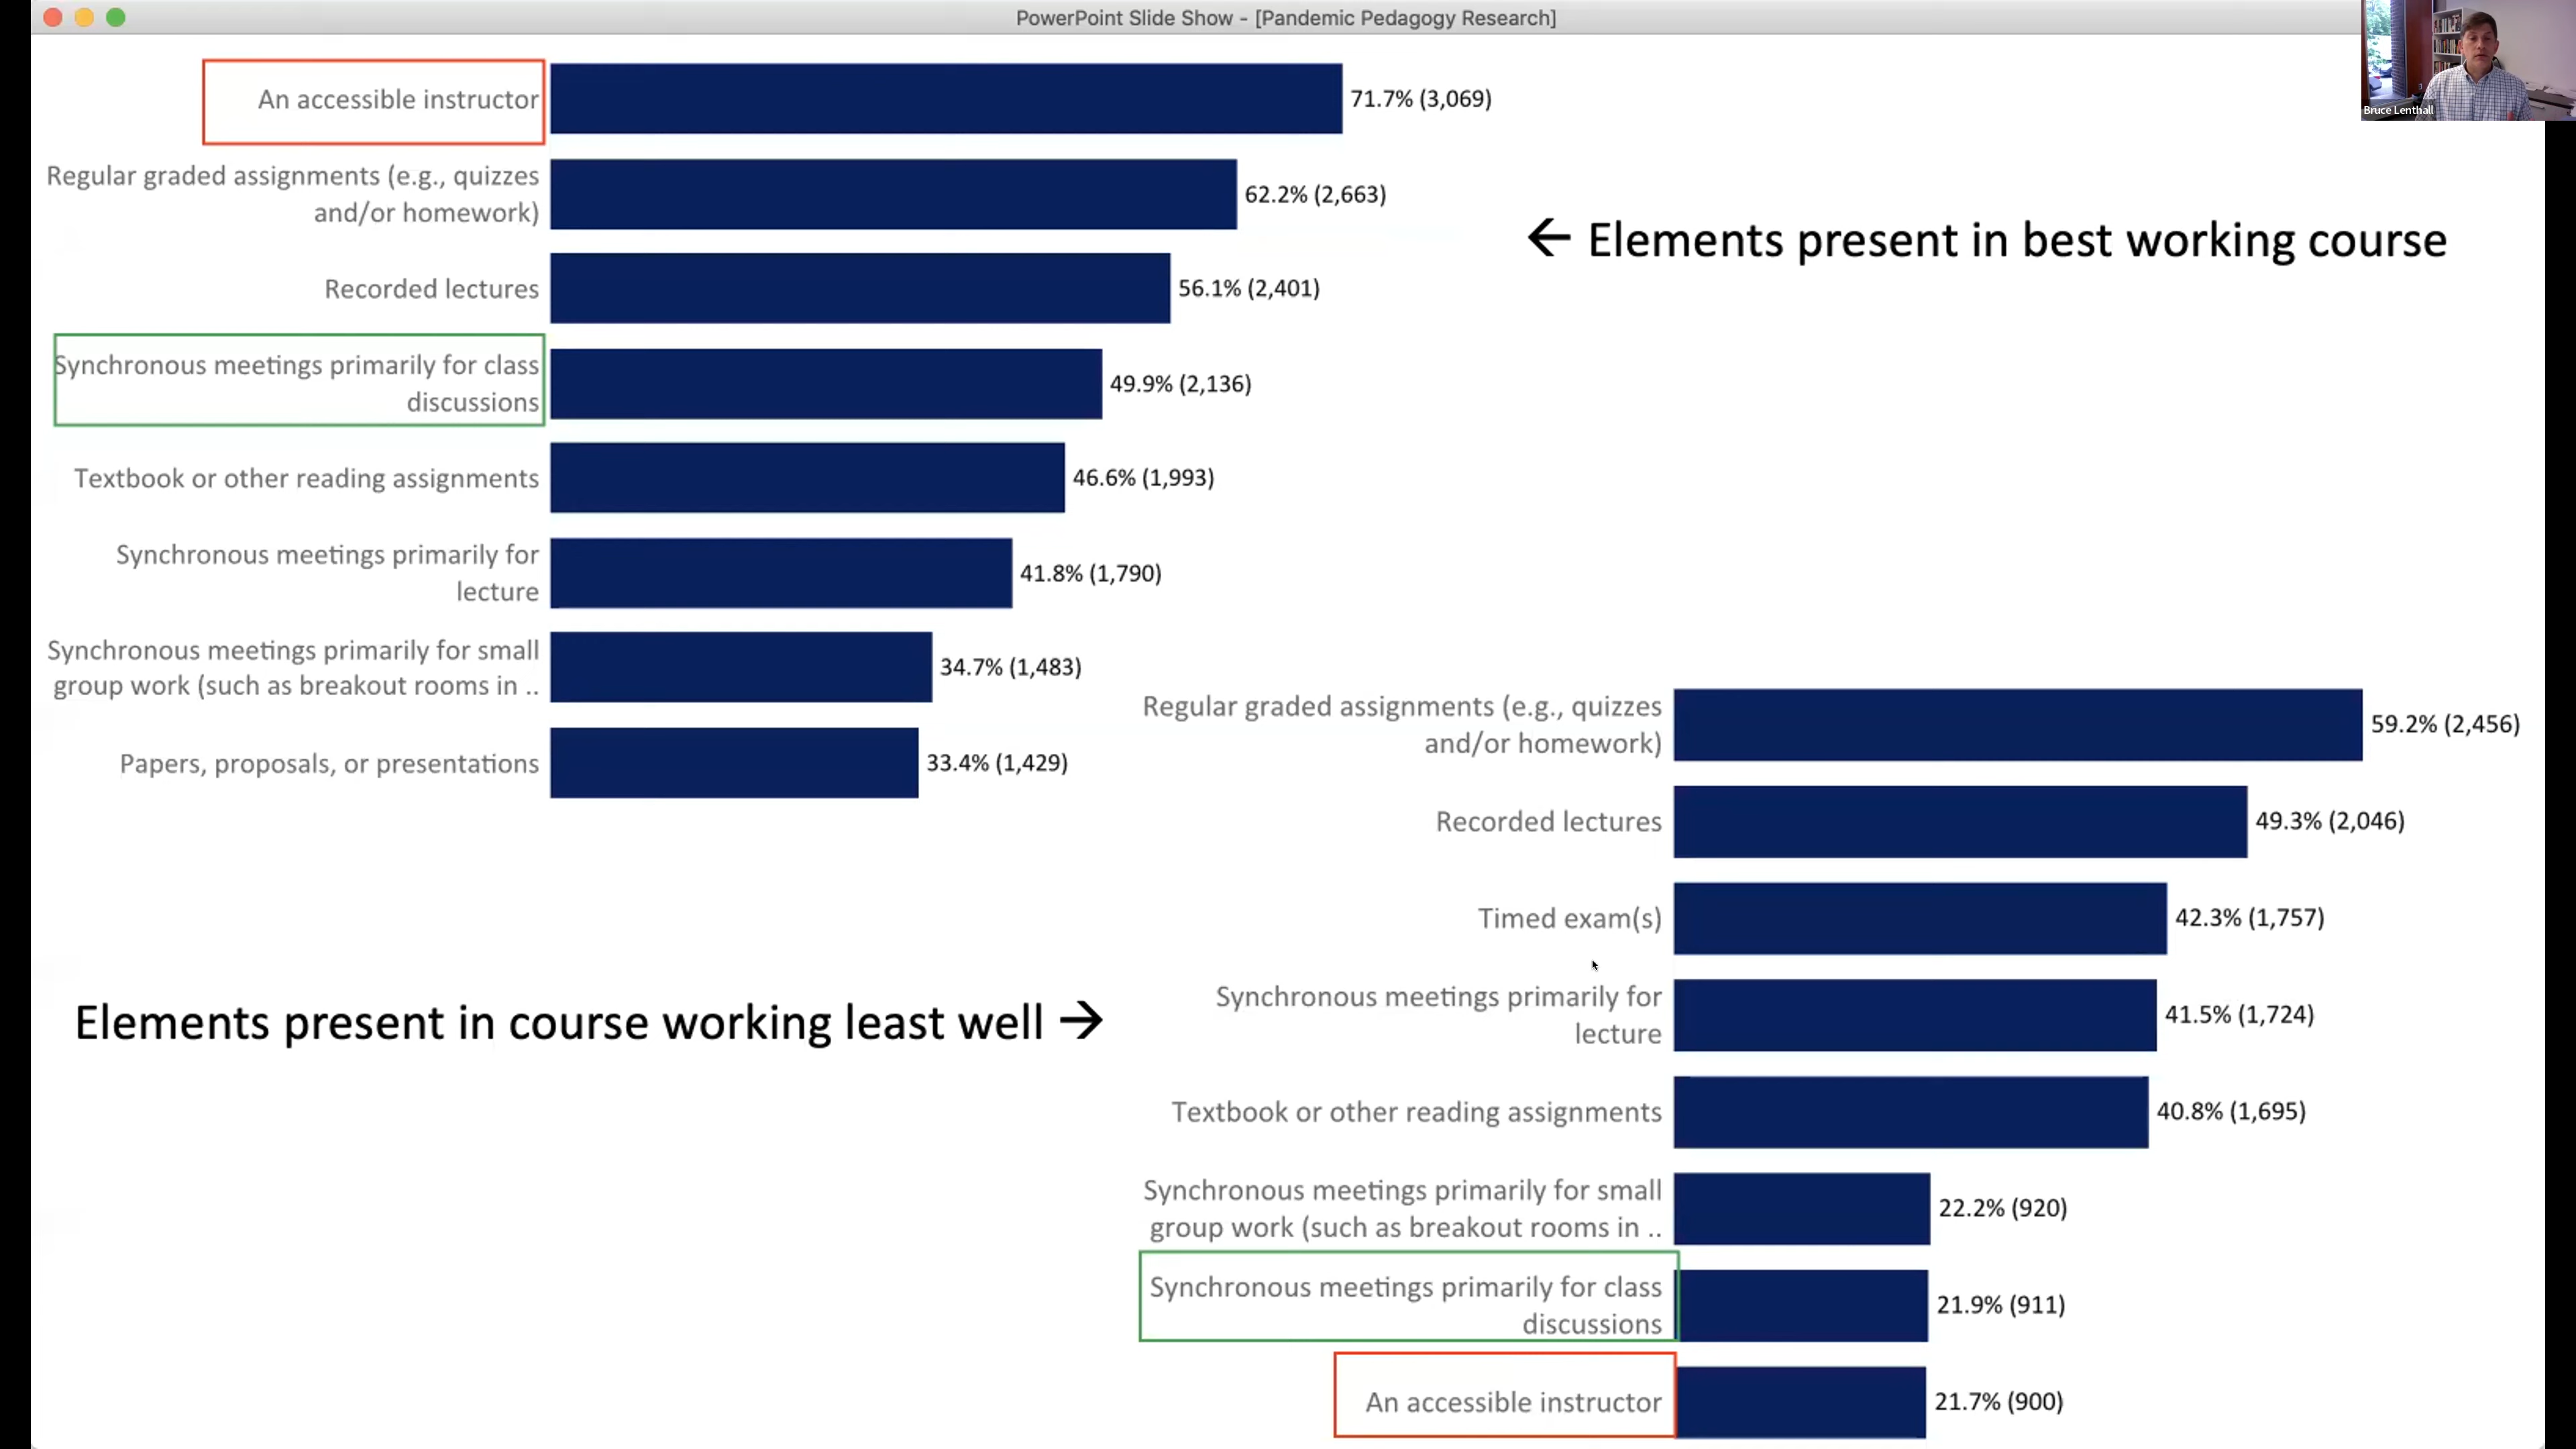 PowerPoint Slide Show - [Pandemic Pedagogy Research]
Bruce Lenthall
An accessible instructor
71.7% (3,069)
Regular graded assignments (e.g., quizzes
and/or homework)
62.2% (2,663)
Recorded lectures
56.1% (2,401)
Synchronous meetings primarily for class
discussions
49.9% (2,136)
Textbook or other reading assignments
46.6% (1,993)
Synchronous meetings primarily for
lecture
41.8% (1,790)
Synchronous meetings primarily for small
group work (such as breakout rooms in ..
34.7% (1,483)
Papers, proposals, or presentations
33.4% (1,429)
← Elements present in best working course
Elements present in course working least well →
Regular graded assignments (e.g., quizzes
and/or homework)
59.2% (2,456)
Recorded lectures
49.3% (2,046)
Timed exam(s)
42.3% (1,757)
Synchronous meetings primarily for
lecture
41.5% (1,724)
Textbook or other reading assignments
40.8% (1,695)
Synchronous meetings primarily for small
group work (such as breakout rooms in ..
22.2% (920)
Synchronous meetings primarily for class
discussions
21.9% (911)
An accessible instructor
21.7% (900)